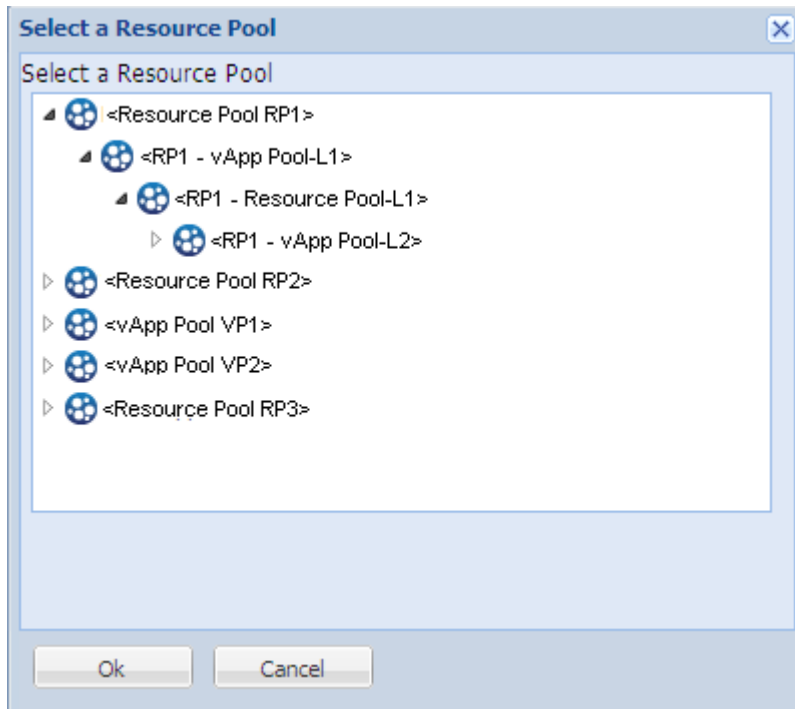 Select a Resource Pool
Select a Resource Pool
<Resource Pool RP1>
<RP1 - vApp Pool-L1>
<RP1 - Resource Pool-L1>
<RP1 - vApp Pool-L2>
<Resource Pool RP2>
<vApp Pool VP1>
<vApp Pool VP2>
<Resource Pool RP3>
Ok
Cancel